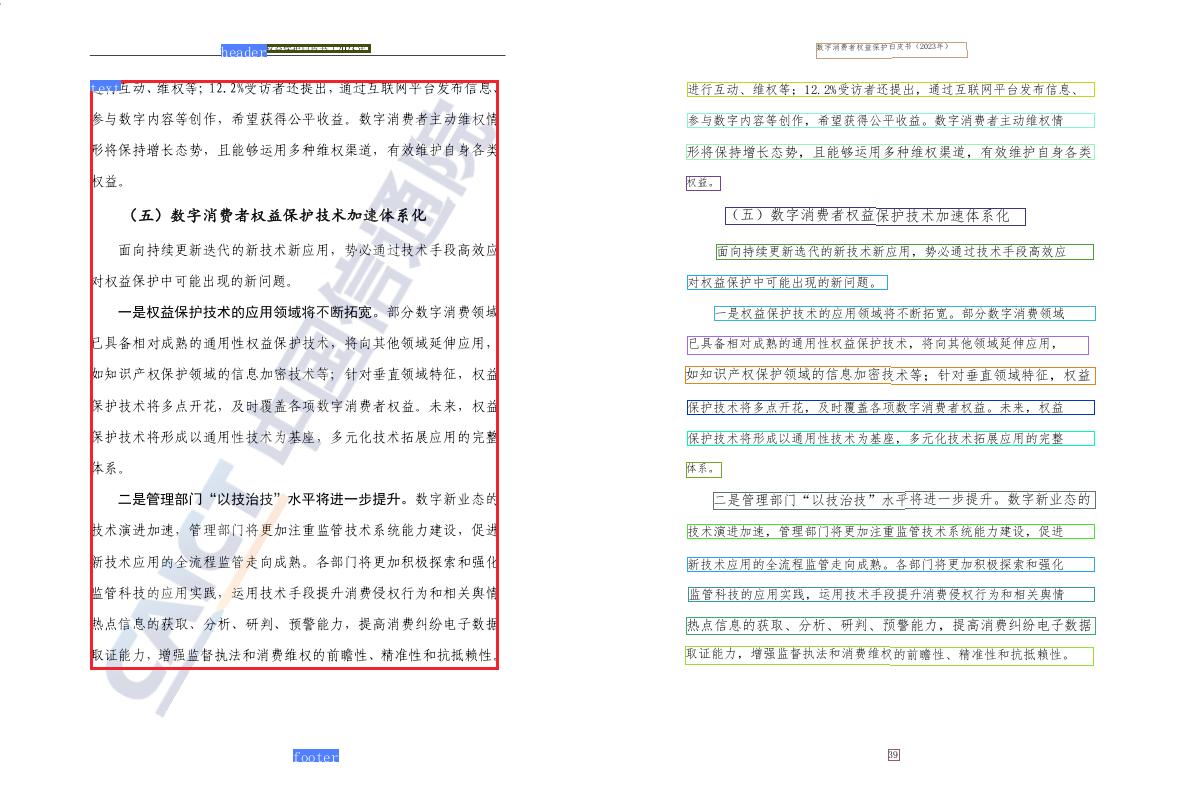 header
text互动、维权等；12.2%受访者还提出，通过互联网平台发布信息、
参与数字内容等创作，希望获得公平收益。数字消费者主动维权情
形将保持增长态势，且能够运用多种维权渠道，有效维护自身各类
权益。
（五）数字消费者权益保护技术加速体系化
面向持续更新迭代的新技术新应用，势必通过技术手段高效应
对权益保护中可能出现的新问题。
一是权益保护技术的应用领域将不断拓宽。部分数字消费领域
已具备相对成熟的通用性权益保护技术，将向其他领域延伸应用，
如知识产权保护领域的信息加密技术等；针对垂直领域特征，权益
保护技术将多点开花，及时覆盖各项数字消费者权益。未来，权益
保护技术将形成以通用性技术为基座，多元化技术拓展应用的完整
体系。
二是管理部门“以技治技”水平将进一步提升。数字新业态的
技术演进加速，管理部门将更加注重监管技术系统能力建设，促进
新技术应用的全流程监管走向成熟。各部门将更加积极探索和强化
监管科技的应用实践，运用技术手段提升消费侵权行为和相关舆情
热点信息的获取、分析、研判、预警能力，提高消费纠纷电子数据
取证能力，增强监督执法和消费维权的前瞻性、精准性和抗抵赖性。
CAICT 中国信通院
footer
数字消费者权益保护白皮书（2023年）
进行互动、维权等；12.2%受访者还提出，通过互联网平台发布信息、
参与数字内容等创作，希望获得公平收益。数字消费者主动维权情
形将保持增长态势，且能够运用多种维权渠道，有效维护自身各类
权益。
（五）数字消费者权益保护技术加速体系化
面向持续更新迭代的新技术新应用，势必通过技术手段高效应
对权益保护中可能出现的新问题。
一是权益保护技术的应用领域将不断拓宽。部分数字消费领域
已具备相对成熟的通用性权益保护技术，将向其他领域延伸应用，
如知识产权保护领域的信息加密技术等；针对垂直领域特征，权益
保护技术将多点开花，及时覆盖各项数字消费者权益。未来，权益
保护技术将形成以通用性技术为基座，多元化技术拓展应用的完整
体系。
二是管理部门“以技治技”水平将进一步提升。数字新业态的
技术演进加速，管理部门将更加注重监管技术系统能力建设，促进
新技术应用的全流程监管走向成熟。各部门将更加积极探索和强化
监管科技的应用实践，运用技术手段提升消费侵权行为和相关舆情
热点信息的获取、分析、研判、预警能力，提高消费纠纷电子数据
取证能力，增强监督执法和消费维权的前瞻性、精准性和抗抵赖性。
39